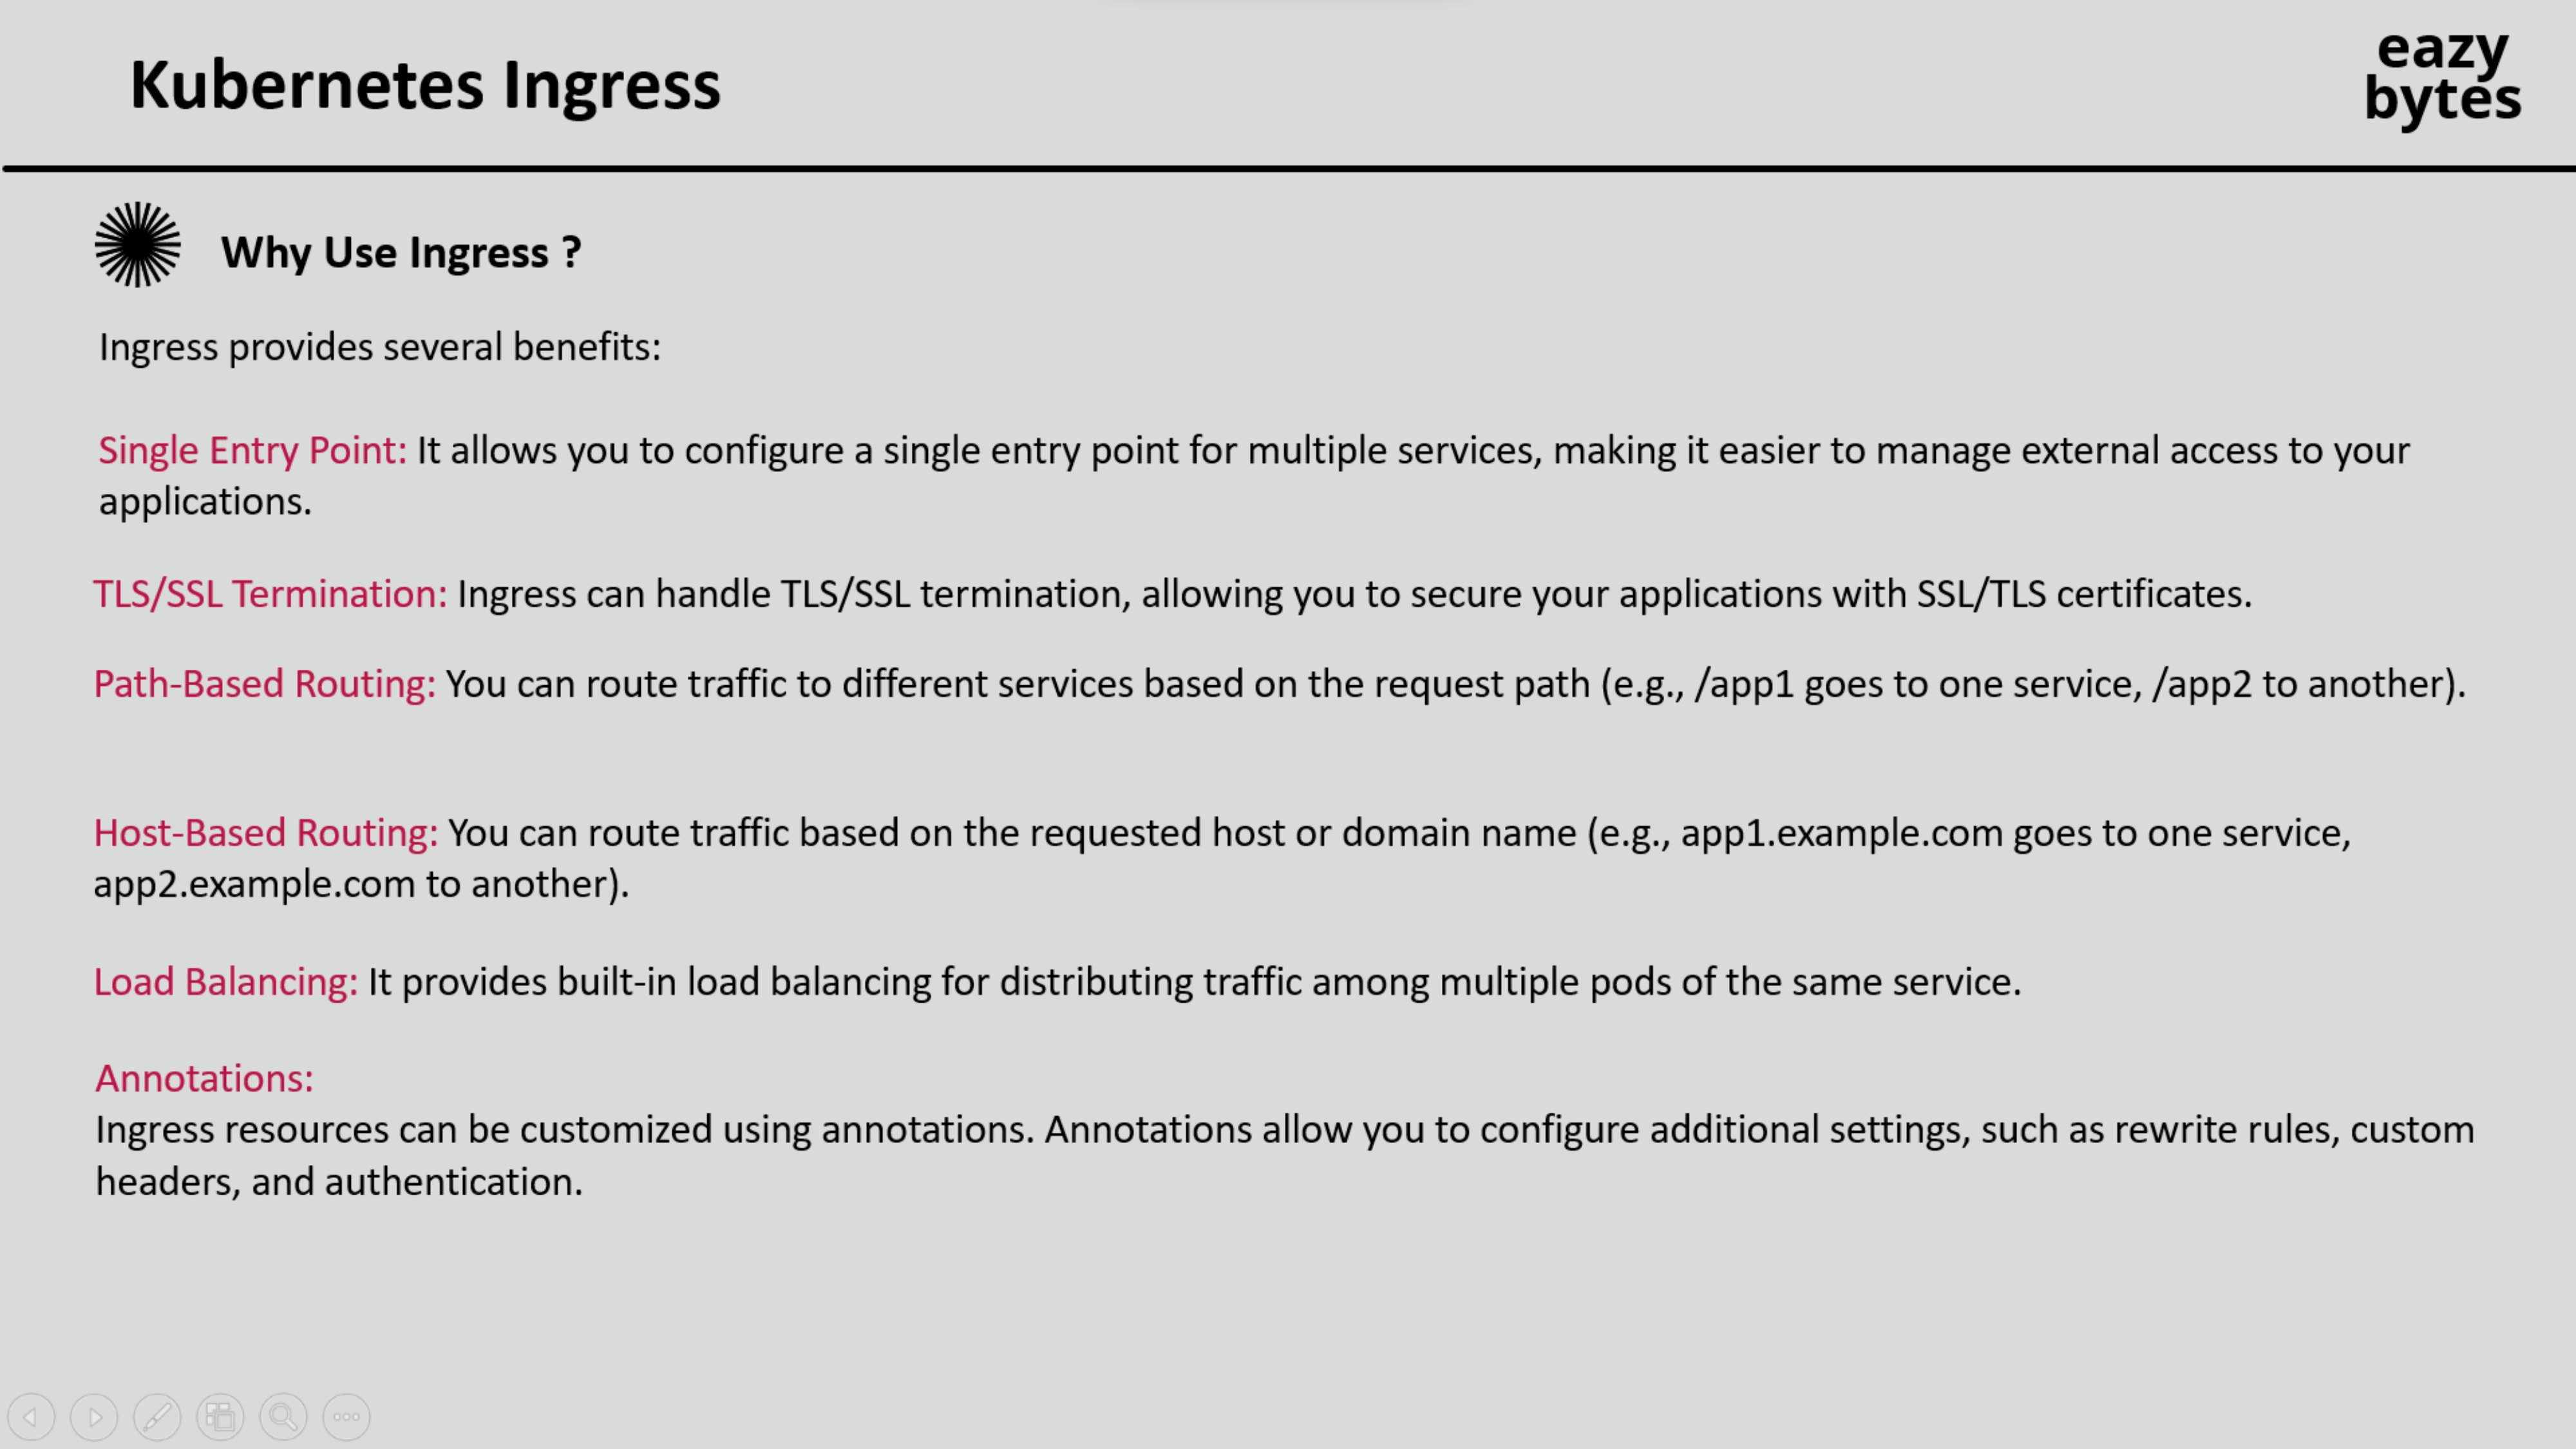 Kubernetes Ingress
eazy
bytes
Why Use Ingress ?
Ingress provides several benefits:
Single Entry Point: It allows you to configure a single entry point for multiple services, making it easier to manage external access to your
applications.
TLS/SSL Termination: Ingress can handle TLS/SSL termination, allowing you to secure your applications with SSL/TLS certificates.
Path-Based Routing: You can route traffic to different services based on the request path (e.g., /app1 goes to one service, /app2 to another).
Host-Based Routing: You can route traffic based on the requested host or domain name (e.g., app1.example.com goes to one service,
app2.example.com to another).
Load Balancing: It provides built-in load balancing for distributing traffic among multiple pods of the same service.
Annotations:
Ingress resources can be customized using annotations. Annotations allow you to configure additional settings, such as rewrite rules, custom
headers, and authentication.